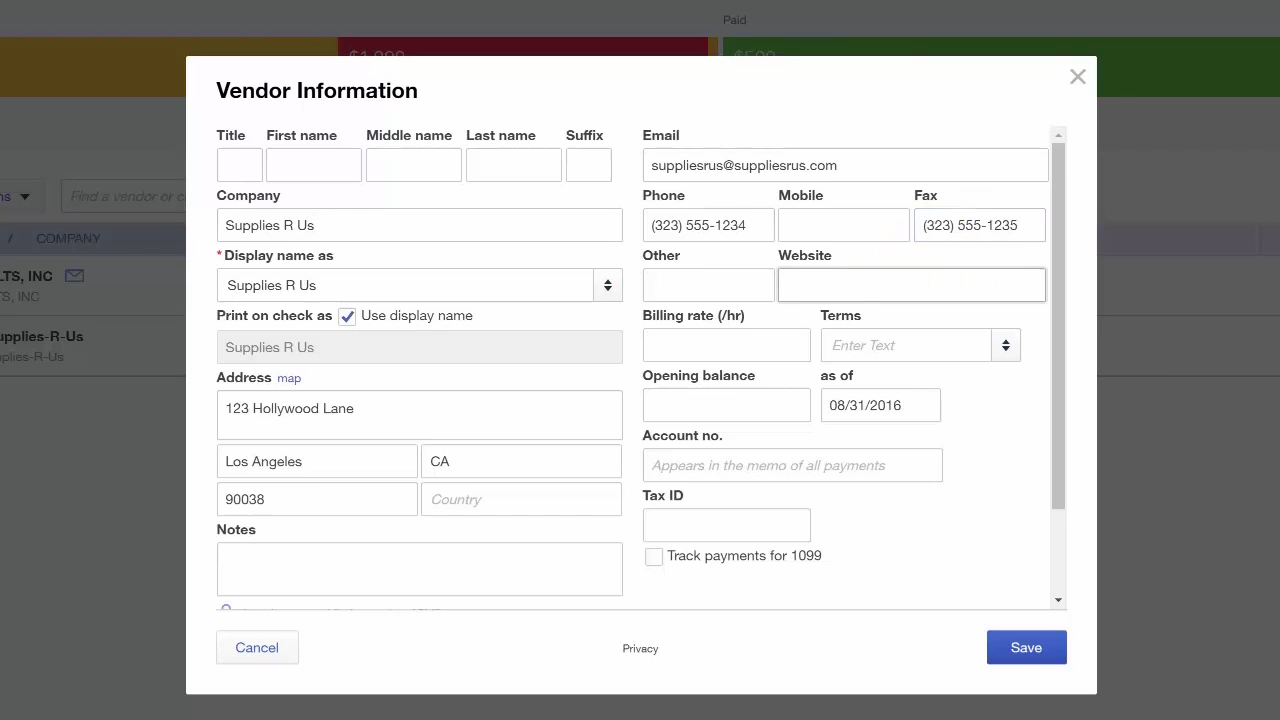 Paid
Vendor Information
Title First name Middle name Last name Suffix
Company
Supplies R Us
* Display name as
Supplies R Us
Print on check as Use display name
Supplies R Us
Address map
123 Hollywood Lane
Los Angeles CA
90038 Country
Notes
Email
suppliesrus@suppliesrus.com
Phone Mobile Fax
(323) 555-1234 (323) 555-1235
Other Website
Billing rate (/hr) Terms
Enter Text
Opening balance as of
08/31/2016
Account no.
Appears in the memo of all payments
Tax ID
Track payments for 1099
Cancel Privacy Save
Find a vendor or c
/ COMPANY
LTS, INC
TS, INC
upplies-R-Us
pplies-R-Us